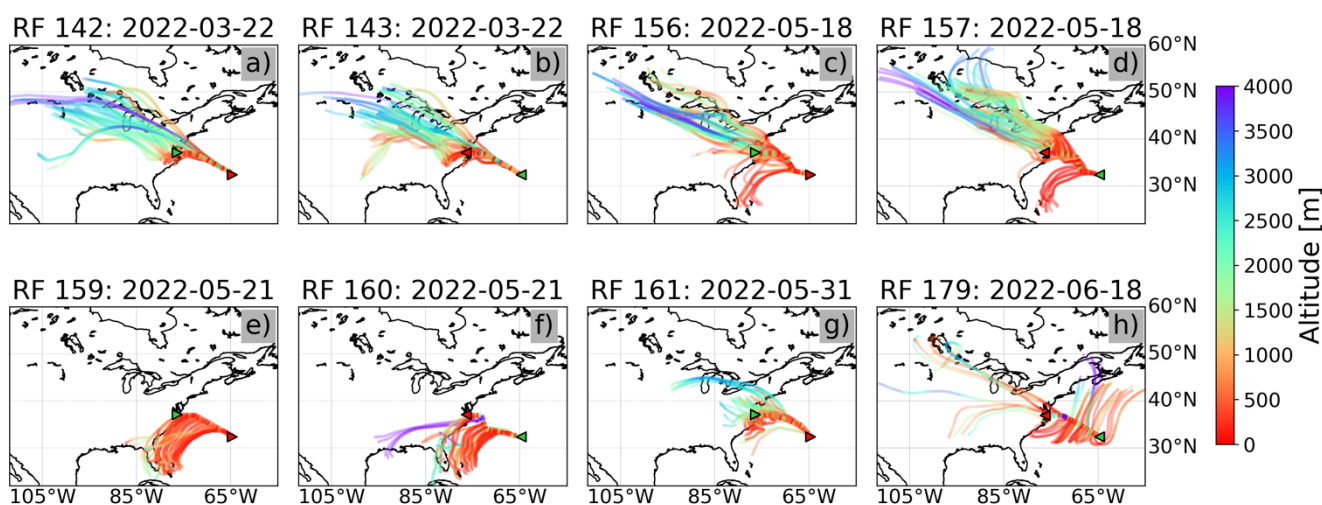 RF 142: 2022-03-22
RF 143: 2022-03-22
RF 156: 2022-05-18
RF 157: 2022-05-18
a)
b)
c)
d)
60°N
50°N
40°N
30°N
RF 159: 2022-05-21
RF 160: 2022-05-21
RF 161: 2022-05-31
RF 179: 2022-06-18
e)
f)
g)
h)
60°N
50°N
40°N
30°N
105°W 85°W 65°W
105°W 85°W 65°W
105°W 85°W 65°W
105°W 85°W 65°W
4000
3500
3000
2500
2000
1500
1000
500
0
Altitude [m]